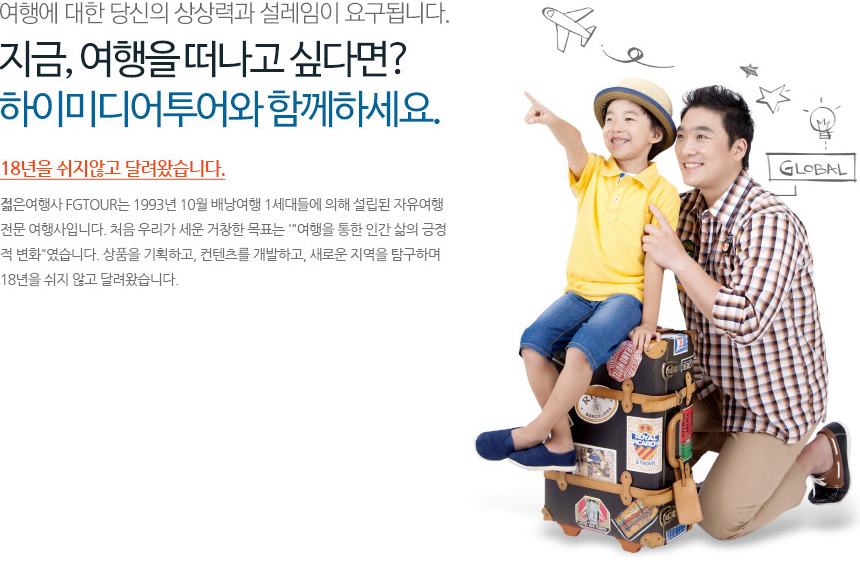 여행에 대한 당신의 상상력과 설레임이 요구됩니다.
지금, 여행을 떠나고 싶다면?
하이미디어투어와 함께하세요.
18년을 쉬지않고 달려왔습니다.
젊은여행사 FGTOUR는 1993년 10월 배낭여행 1세대들에 의해 설립된 자유여행
전문 여행사입니다. 처음 우리가 세운 거창한 목표는 '"여행을 통한 인간 삶의 긍정
적 변화"였습니다. 상품을 기획하고, 컨텐츠를 개발하고, 새로운 지역을 탐구하며
18년을 쉬지 않고 달려왔습니다.
GLOBAL
BARCELONA
ROYAL
PICARDY